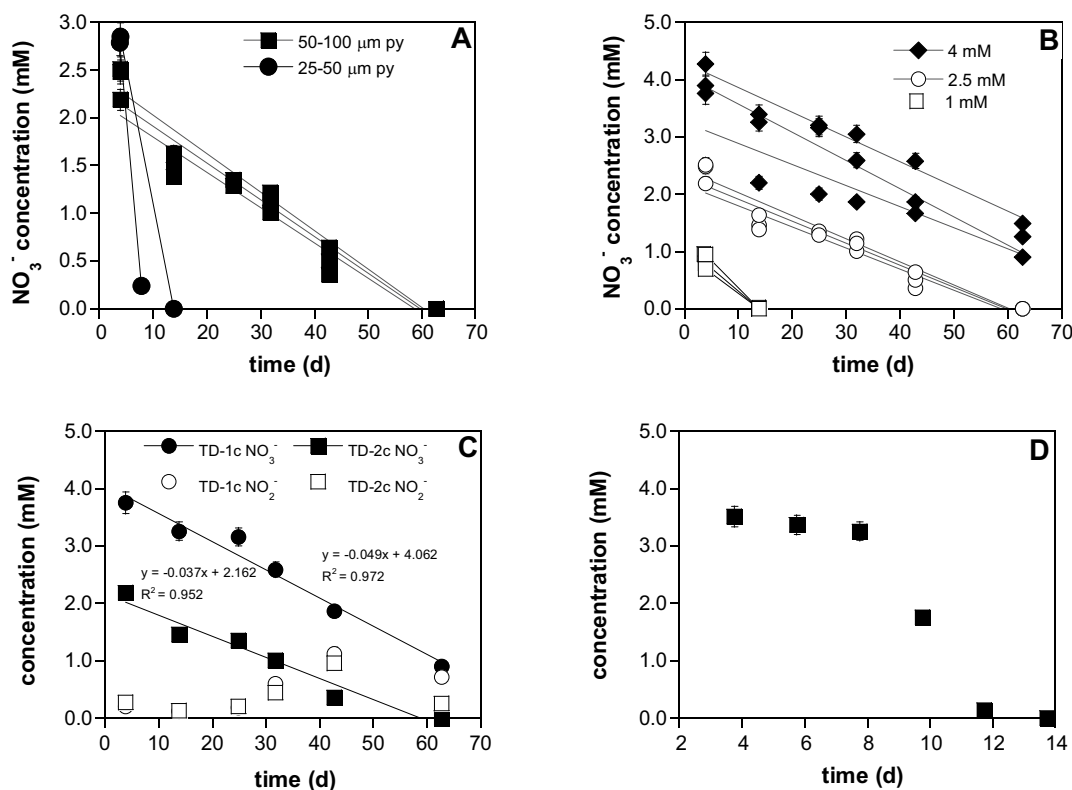 A
3.0
2.5
2.0
1.5
1.0
0.5
0.0
50-100 μm py
25-50 μm py
NO3- concentration (mM)
0 10 20 30 40 50 60 70
time (d)
B
5.0
4.0
3.0
2.0
1.0
0.0
4 mM
2.5 mM
1 mM
NO3- concentration (mM)
0 10 20 30 40 50 60 70
time (d)
C
5.0
4.0
3.0
2.0
1.0
0.0
TD-1c NO3- TD-2c NO3-
TD-1c NO2- TD-2c NO2-
y = -0.037x + 2.162
R2 = 0.952
y = -0.049x + 4.062
R2 = 0.972
concentration (mM)
0 10 20 30 40 50 60 70
time (d)
D
5.0
4.0
3.0
2.0
1.0
0.0
concentration (mM)
2 4 6 8 10 12 14
time (d)